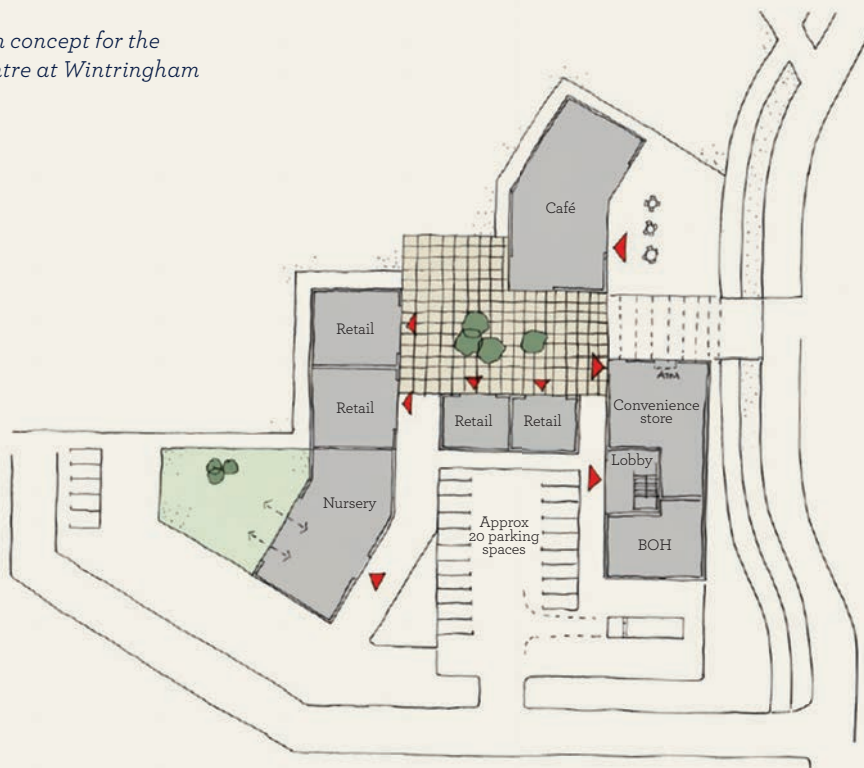 concept for the
at Wintringham
Café
Retail
Retail
Retail
Retail
Convenience
store
Lobby
Nursery
Approx
20 parking
spaces
BOH
ATM